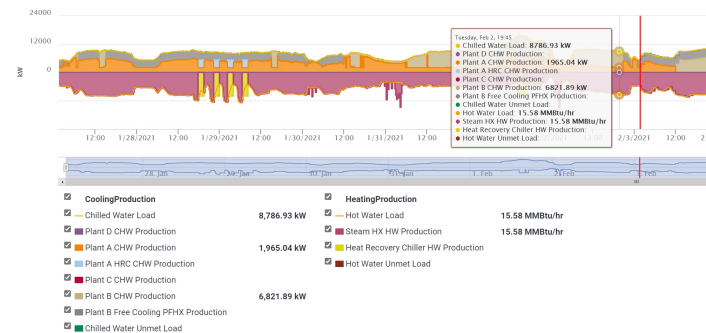 24000
12000
kW
0
Tuesday, Feb 2, 19:45
Chilled Water Load: 8786.93 kW
Plant D CHW Production:
Plant A CHW Production: 1965.04 kW
Plant A HRC CHW Production:
Plant C CHW Production:
Plant B CHW Production: 6821.89 kW
Plant B Free Cooling PFHX Production:
Chilled Water Unmet Load:
Hot Water Load: 15.58 MMBtu/hr
Steam HX HW Production: 15.58 MMBtu/hr
Heat Recovery Chiller HW Production:
Hot Water Unmet Load:
12:00 1/28/2021 12:00 1/29/2021 12:00 1/30/2021 12:00 1/31/2021 12:00 2/3/2021 12:00 2
28. Jan 29. Jan 30. Jan 31. Jan 1. Feb 2. Feb 3. Feb
CoolingProduction HeatingProduction
Chilled Water Load 8,786.93 kW Hot Water Load 15.58 MMBtu/hr
Plant D CHW Production Steam HX HW Production 15.58 MMBtu/hr
Plant A CHW Production 1,965.04 kW Heat Recovery Chiller HW Production
Plant A HRC CHW Production Hot Water Unmet Load
Plant C CHW Production
Plant B CHW Production 6,821.89 kW
Plant B Free Cooling PFHX Production
Chilled Water Unmet Load